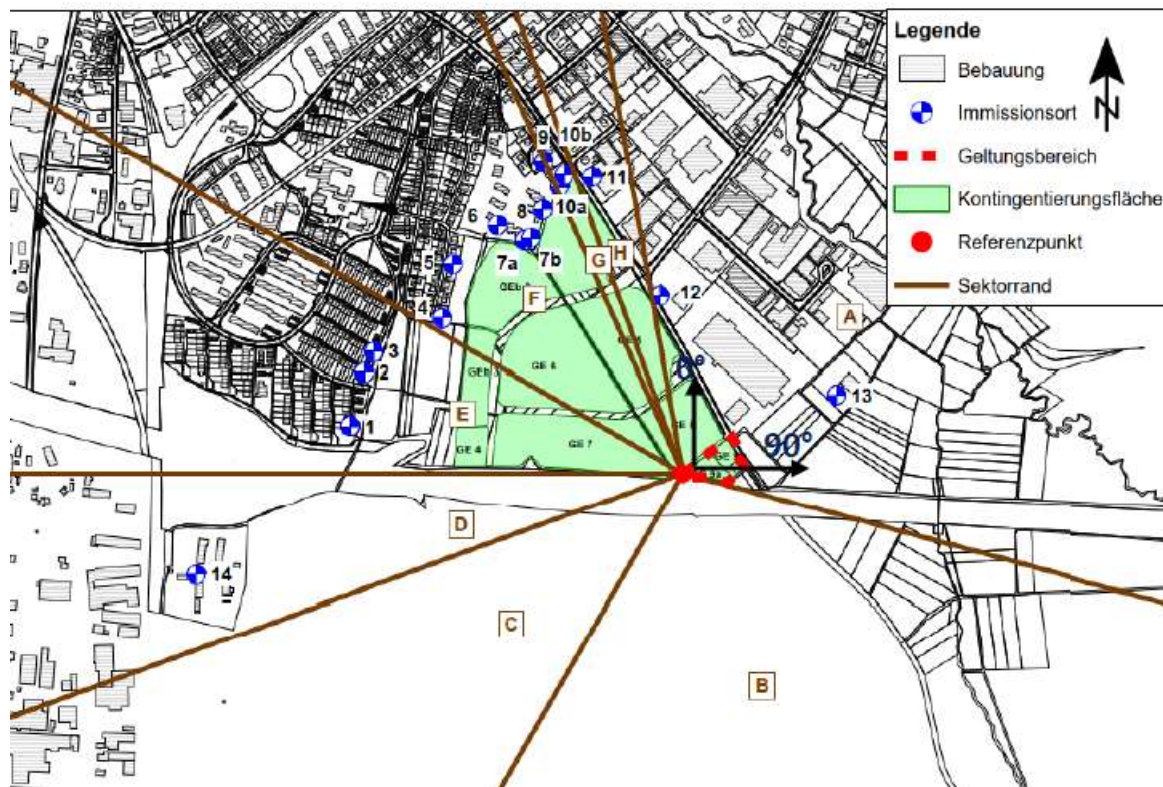 Legende
Bebauung
Immissionsort
Geltungsbereich
Kontingentierungsfläche
Referenzpunkt
Sektorrand
N
9
10b
11
10a
8
6
7a
7b
5
4
3
2
1
12
13
14
A
B
C
D
E
F
G
H
0°
90°
GE 6
GE 7
GE 4